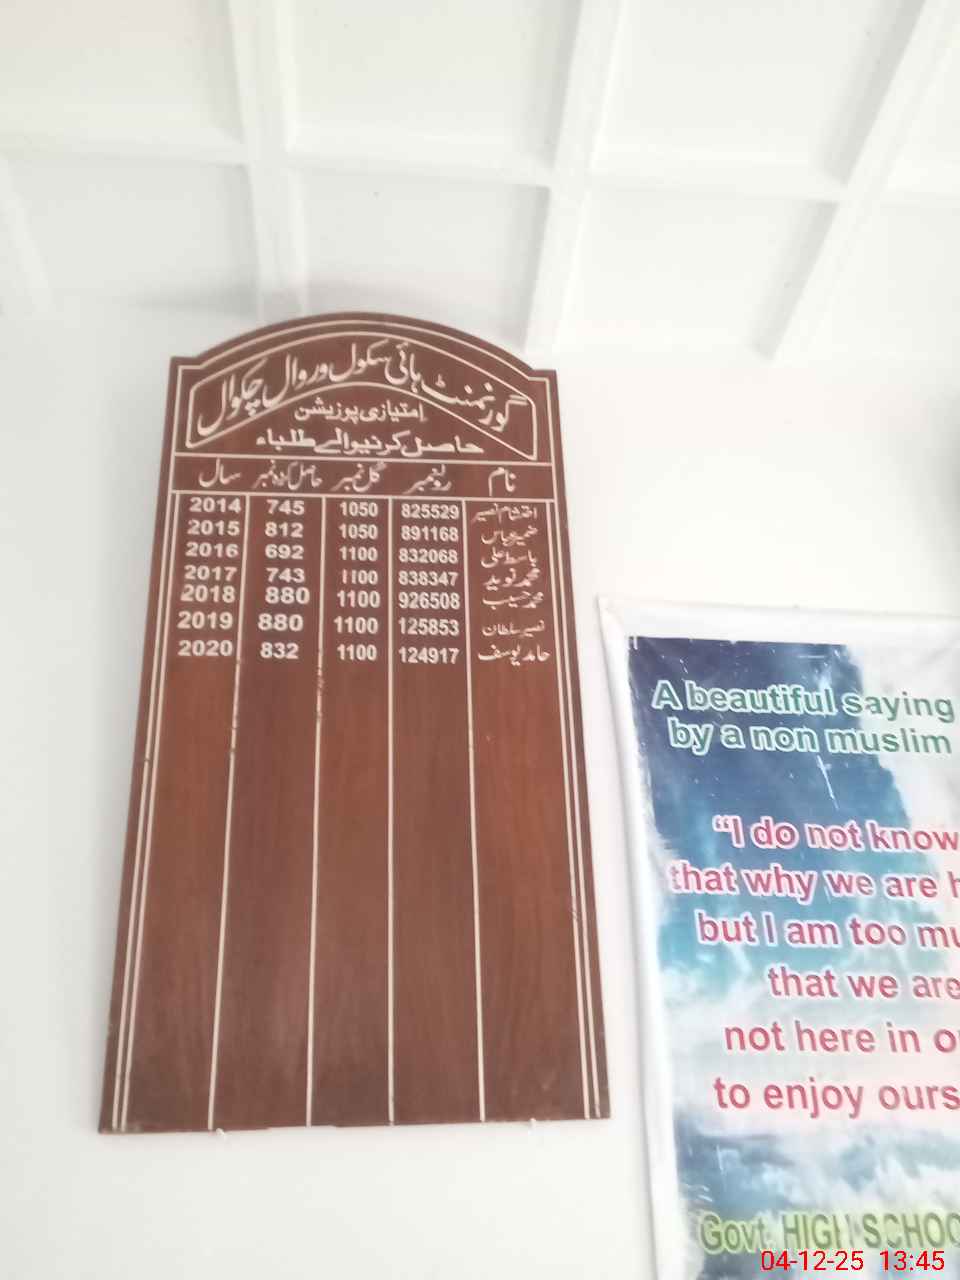 گورنمنٹ ہائی سکول وروال چکوال
امتیازی پوزیشن
حاصل کرنیوالے طلباء
نام رولنمبر کل نمبر حاصل کردہ نمبر سال
احتشام نصیر 825529 1050 745 2014
ضمیر عباس 891168 1050 812 2015
باسط علی 832068 1100 692 2016
محمد نوید 838347 1100 743 2017
محمد حسیب 926508 1100 880 2018
نصیر سلطان 125853 1100 880 2019
حامد یوسف 124917 1100 832 2020
A beautiful saying
by a non muslim
“I do not know
that why we are h
but I am too mu
that we are
not here in o
to enjoy ours
Govt. HIGH SCHOO
04-12-25 13:45